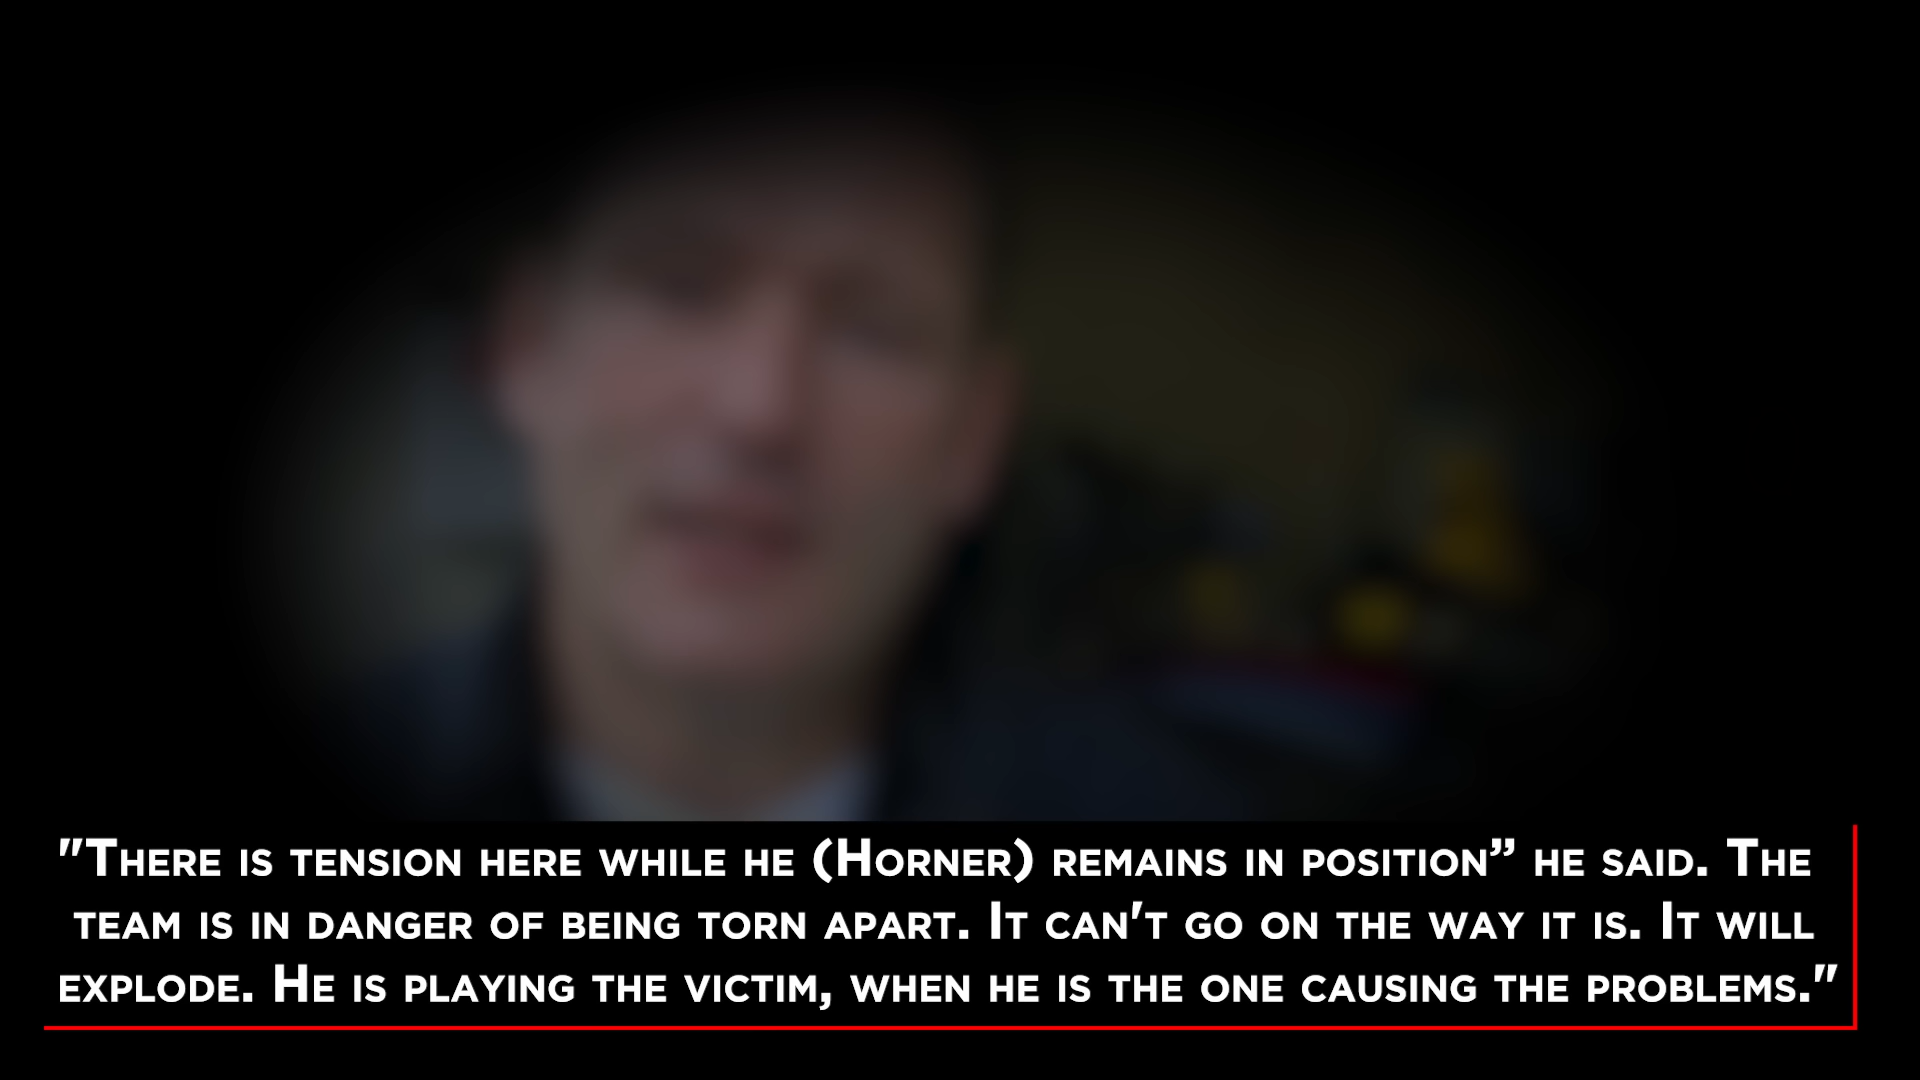 "There is tension here while he (Horner) remains in position” he said. The
team is in danger of being torn apart. It can't go on the way it is. It will
explode. He is playing the victim, when he is the one causing the problems."